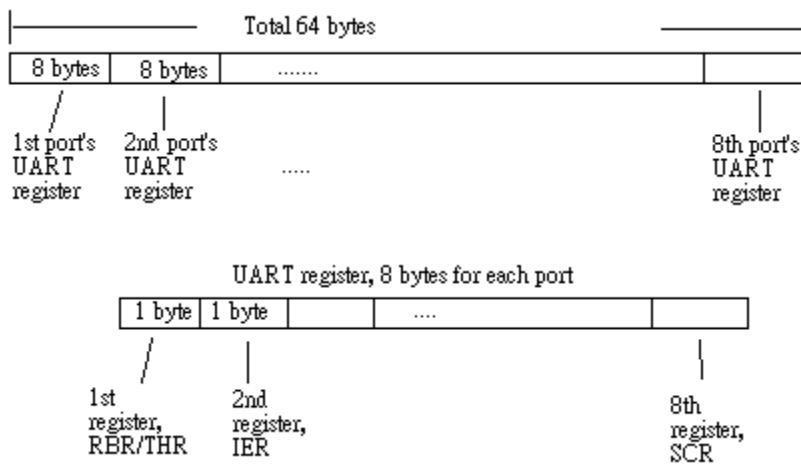 Total 64 bytes
8 bytes
8 bytes
.......
1st port's
UART
register
2nd port's
UART
register
.....
8th port's
UART
register
UART register, 8 bytes for each port
1 byte
1 byte
....
1st
register,
RBR/THR
2nd
register,
IER
8th
register,
SCR